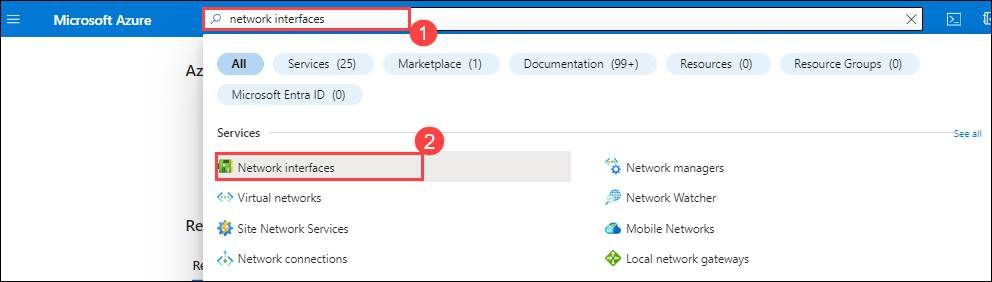 Microsoft Azure
network interfaces
1
Az
All
Services (25)
Marketplace (1)
Documentation (99+)
Resources (0)
Resource Groups (0)
Microsoft Entra ID (0)
Services
2
See all
Network interfaces
Network managers
Virtual networks
Network Watcher
Re
Site Network Services
Mobile Networks
Re
Network connections
Local network gateways